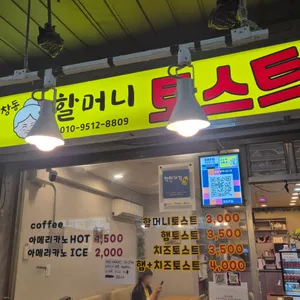 창동
할머니 토스트
010-9512-8809
coffee
아메리카노 HOT 1,500
아메리카노 ICE 2,000
할머니토스트 3,000
햄토스트 3,500
치즈토스트 3,500
햄+치즈토스트 4,000